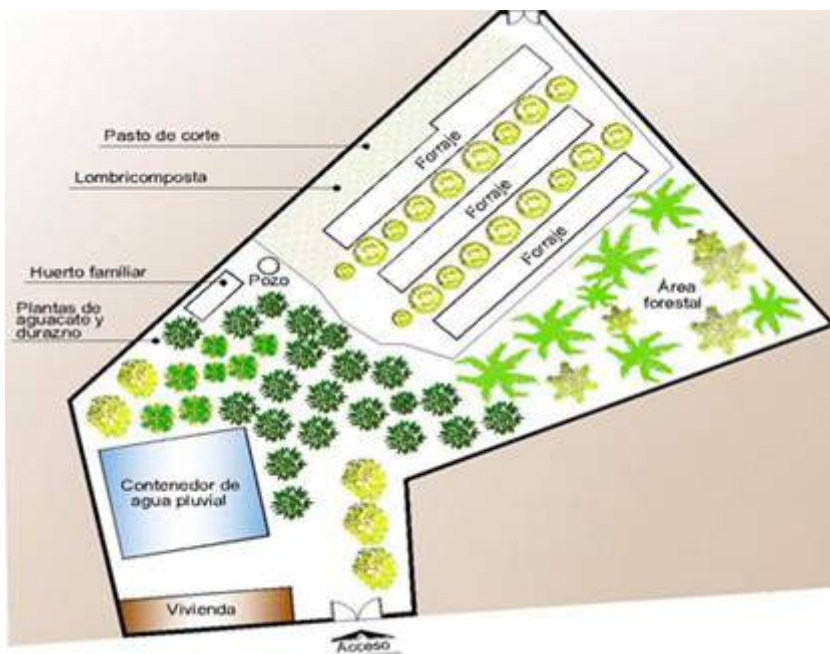 Pasto de corte
Lombricomposta
Huerto familiar
Plantas de
aguacate y
durazno
Pozo
Forraje
Forraje
Forraje
Área
forestal
Contenedor de
agua pluvial
Vivienda
Acceso